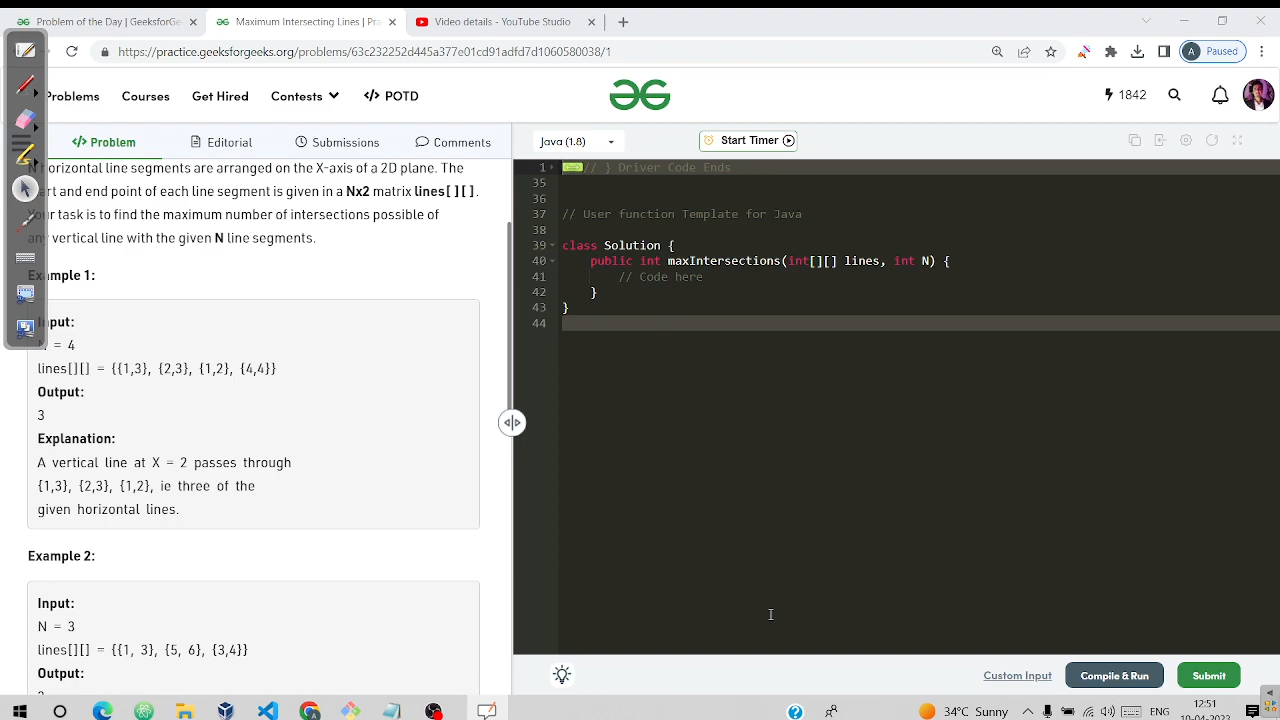 Problem of the Day | GeeksforGe
Maximum Intersecting Lines | Pra
Video details - YouTube Studio
https://practice.geeksforgeeks.org/problems/63c232252d445a377e01cd91adfd7d1060580038/1
A Paused
Problems Courses Get Hired Contests </> POTD
1842
</> Problem Editorial Submissions Comments
Java (1.8) Start Timer
N horizontal line segments are arranged on the X-axis of a 2D plane. The
and end point of each line segment is given in a Nx2 matrix lines[ ][ ].
Your task is to find the maximum number of intersections possible of
any vertical line with the given N line segments.
Example 1:
Input:
N = 4
lines[][] = {{1,3}, {2,3}, {1,2}, {4,4}}
Output:
3
Explanation:
A vertical line at X = 2 passes through
{1,3}, {2,3}, {1,2}, ie three of the
given horizontal lines.
Example 2:
Input:
N = 3
lines[][] = {{1, 3}, {5, 6}, {3,4}}
Output:
1 // } Driver Code Ends
35
36
37 // User function Template for Java
38
39 class Solution {
40 public int maxIntersections(int[][] lines, int N) {
41 // Code here
42 }
43 }
44
Custom Input Compile & Run Submit
34°C Sunny
ENG
12:51